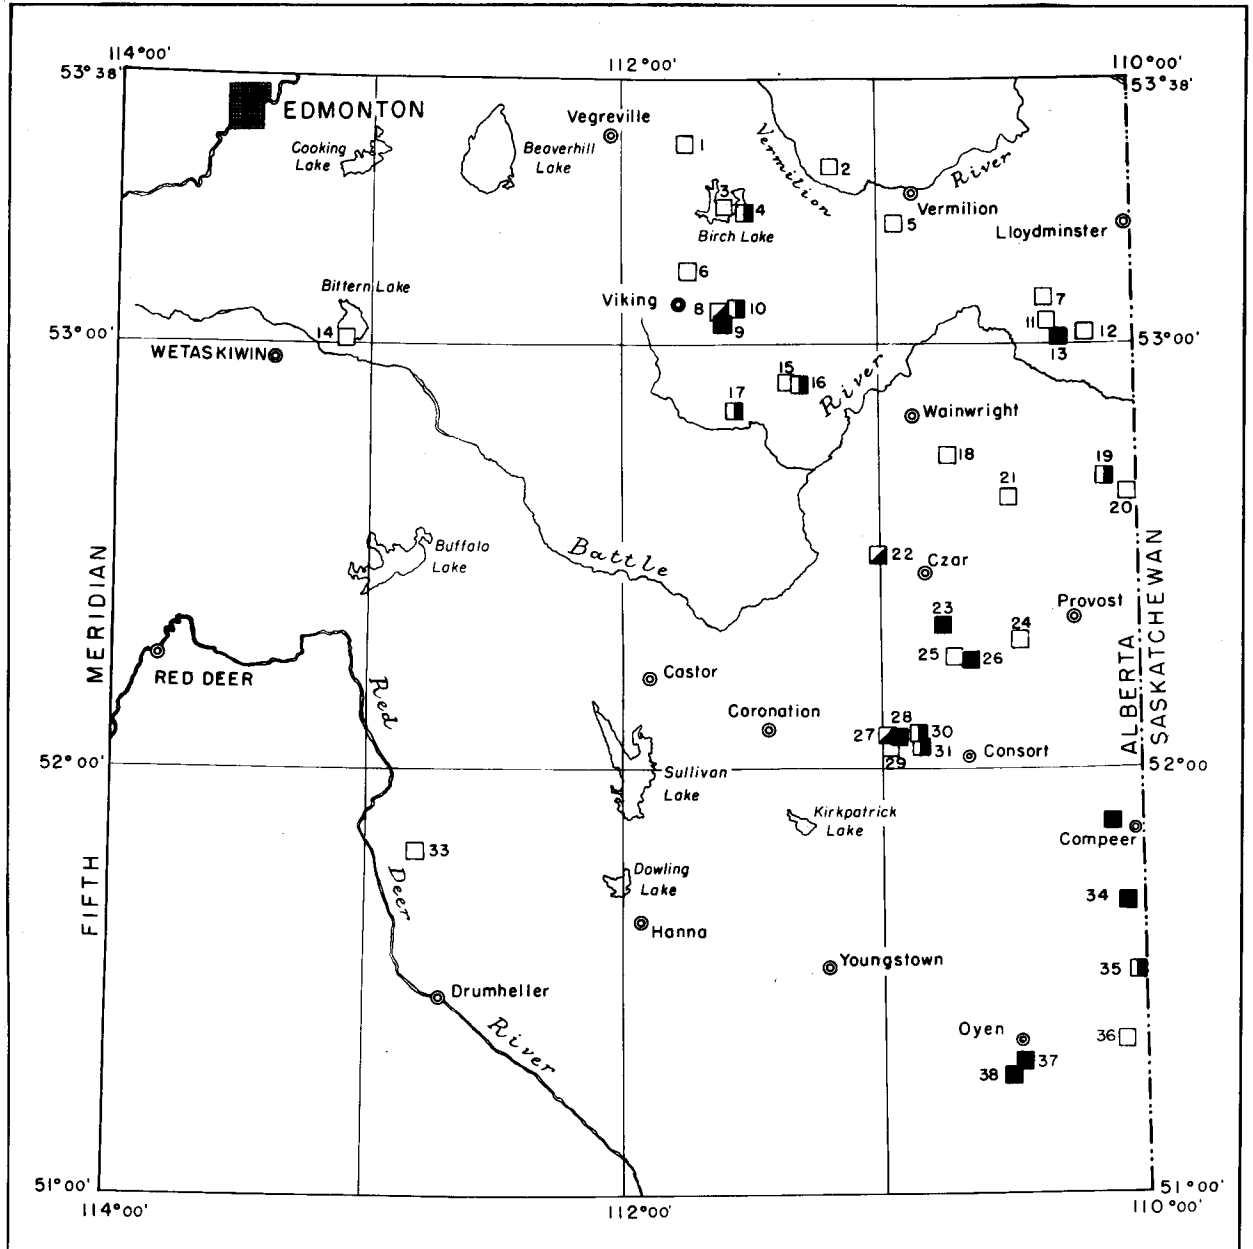 114°00'
112°00'
110°00'
53°38'
53°38'
EDMONTON
Vegreville
Cooking
Lake
Beaverhill
Lake
1
2
Vermilion
River
Vermilion
3
4
Birch Lake
5
Lloydminster
6
Bittern Lake
Viking
8
10
9
7
11
12
13
14
53°00'
53°00'
WETASKIWIN
15
16
River
17
Wainwright
18
19
21
20
Buffalo
Lake
Battle
22
Czar
23
Provost
24
25
26
MERIDIAN
RED DEER
Red
Castor
Coronation
27
28
30
31
29
Consort
ALBERTA
SASKATCHEWAN
52°00'
52°00
Sullivan
Lake
Kirkpatrick
Lake
Compeer
33
Deer
Dowling
Lake
34
FIFTH
Hanna
Youngstown
35
Drumheller
River
Oyen
36
37
38
51°00'
51°00'
114°00'
112°00'
110°00'